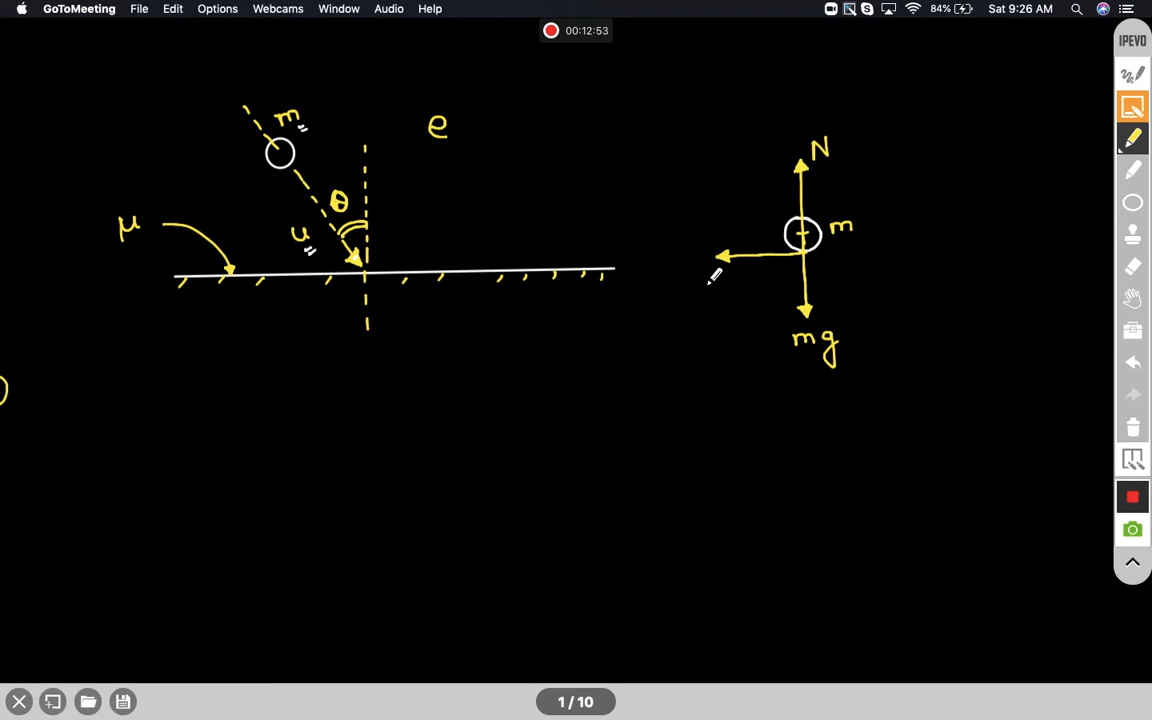 GoToMeeting File Edit Options Webcams Window Audio Help 84% Sat 9:26 AM
00:12:53
IPEVO
m
e
N
θ
μ
u
m
mg
1 / 10